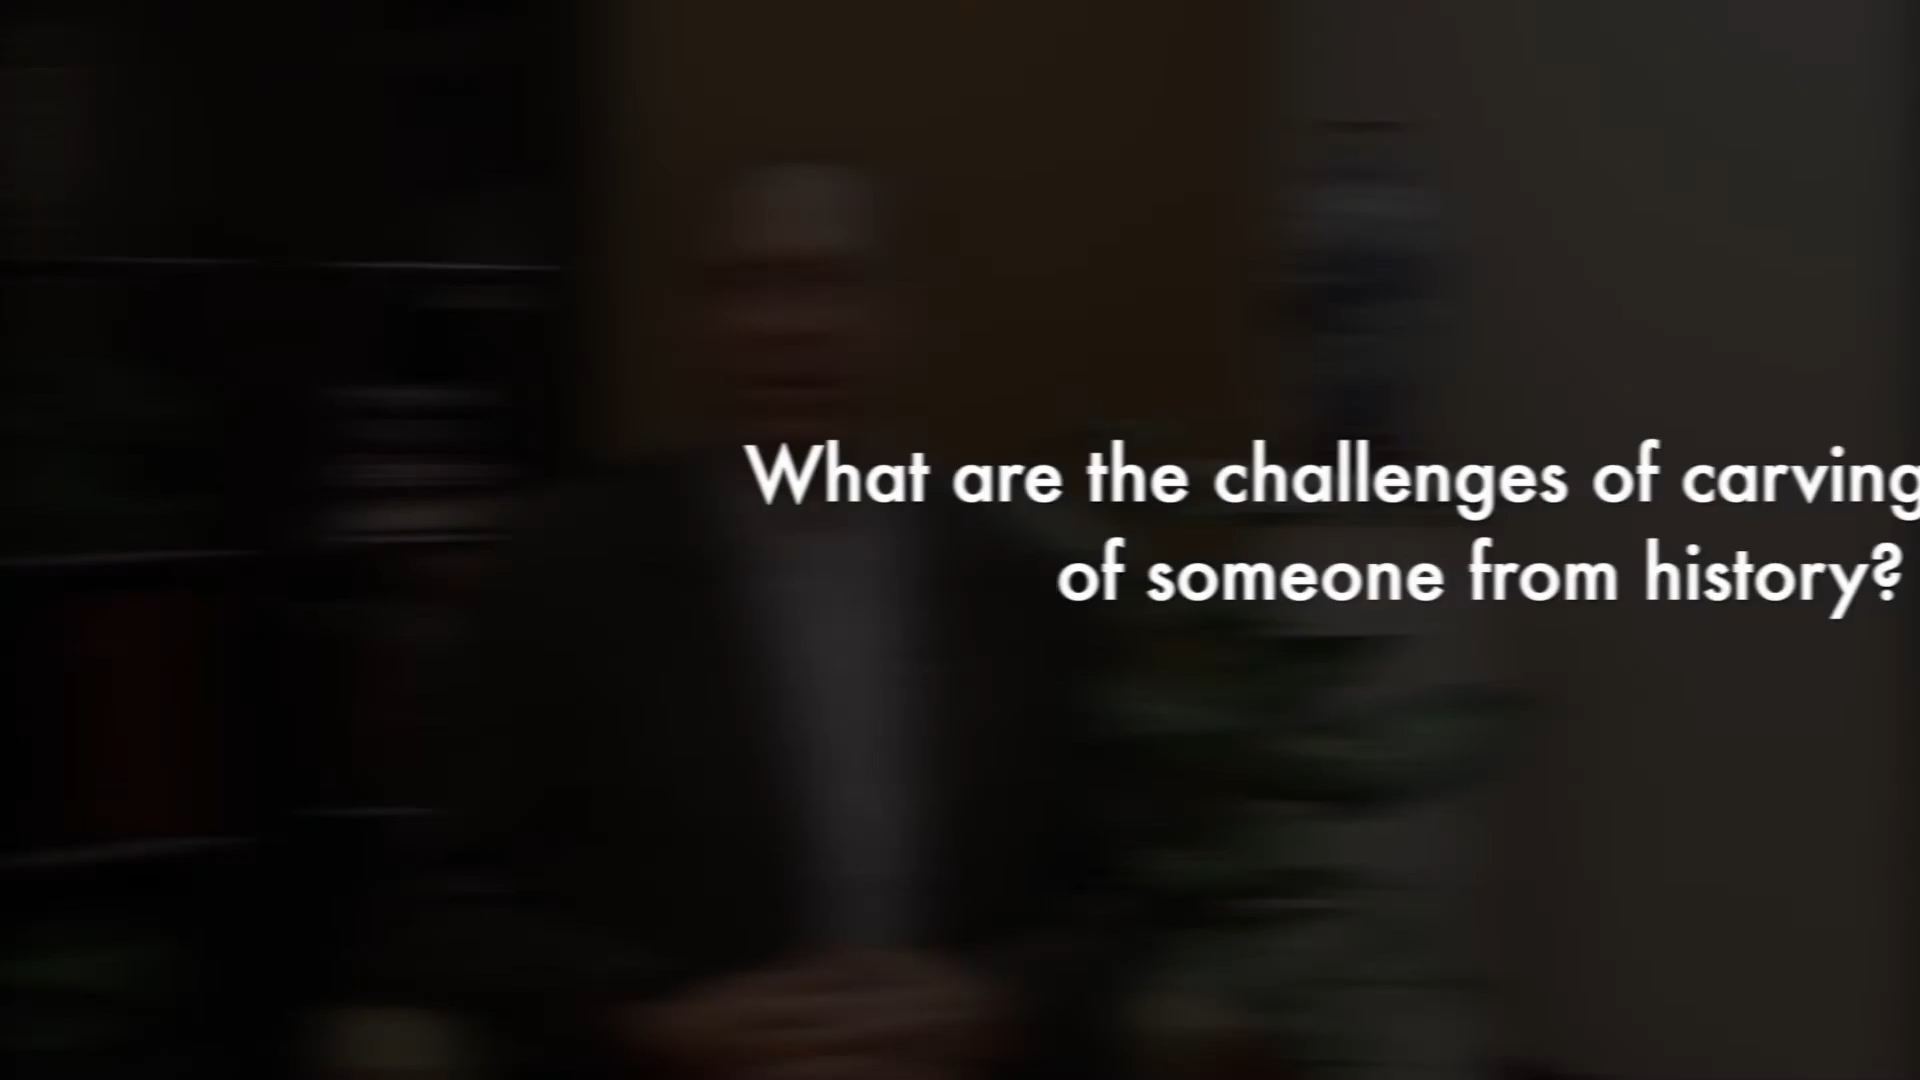 What are the challenges of carving
of someone from history?